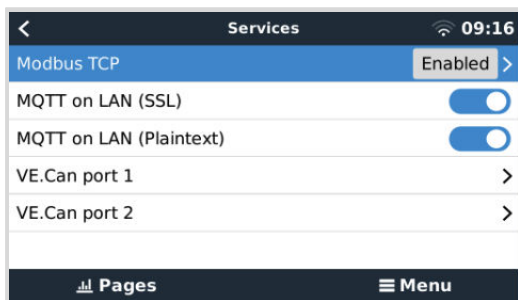 Services 09:16
Modbus TCP Enabled
MQTT on LAN (SSL)
MQTT on LAN (Plaintext)
VE.Can port 1
VE.Can port 2
Pages Menu